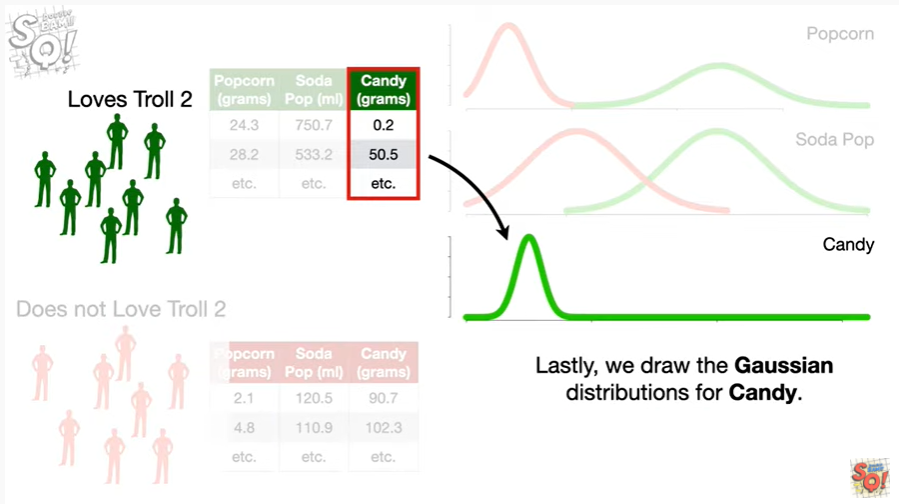 SQ!
Loves Troll 2
Popcorn (grams) Soda Pop (ml) Candy (grams)
24.3 750.7 0.2
28.2 533.2 50.5
etc. etc. etc.
Does not Love Troll 2
Popcorn (grams) Soda Pop (ml) Candy (grams)
2.1 120.5 90.7
4.8 110.9 102.3
etc. etc. etc.
Popcorn
Soda Pop
Candy
Lastly, we draw the Gaussian
distributions for Candy.
SQ!